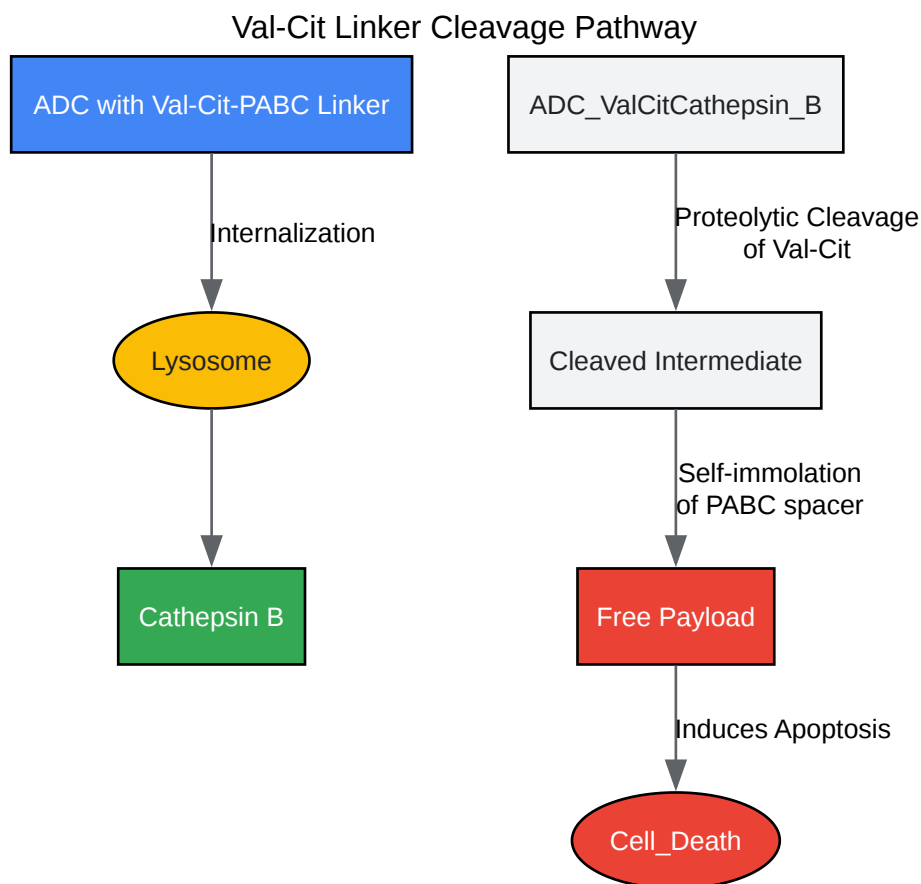 Val-Cit Linker Cleavage Pathway
ADC with Val-Cit-PABC Linker
Internalization
Lysosome
Cathepsin B
ADC_ValCitCathepsin_B
Proteolytic Cleavage
of Val-Cit
Cleaved Intermediate
Self-immolation
of PABC spacer
Free Payload
Induces Apoptosis
Cell_Death